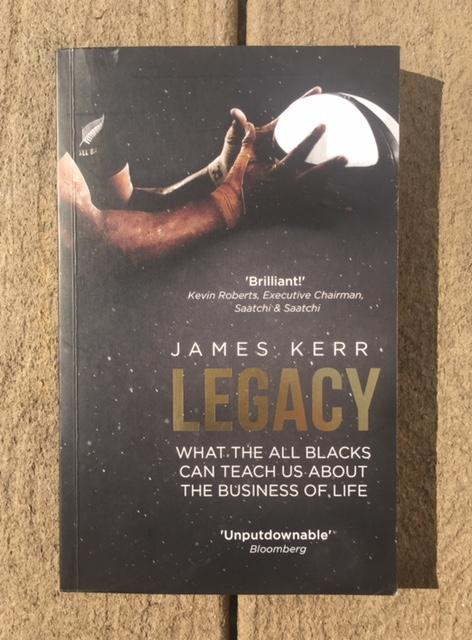 ALL B
'Brilliant!'
Kevin Roberts, Executive Chairman,
Saatchi & Saatchi
JAMES KERR
LEGACY
WHAT THE ALL BLACKS
CAN TEACH US ABOUT
THE BUSINESS OF LIFE
'Unputdownable'
Bloomberg